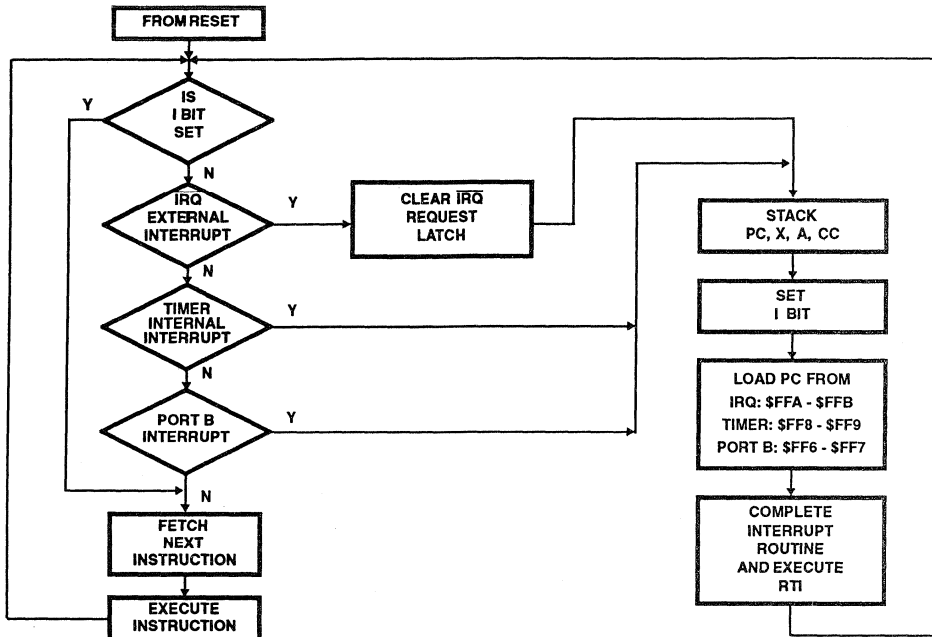 FROM RESET
IS
I BIT
SET
Y
N
IRQ
EXTERNAL
INTERRUPT
Y
N
CLEAR IRQ
REQUEST
LATCH
TIMER
INTERNAL
INTERRUPT
Y
N
PORT B
INTERRUPT
Y
N
FETCH
NEXT
INSTRUCTION
EXECUTE
INSTRUCTION
STACK
PC, X, A, CC
SET
I BIT
LOAD PC FROM
IRQ: $FFA - $FFB
TIMER: $FF8 - $FF9
PORT B: $FF6 - $FF7
COMPLETE
INTERRUPT
ROUTINE
AND EXECUTE
RTI